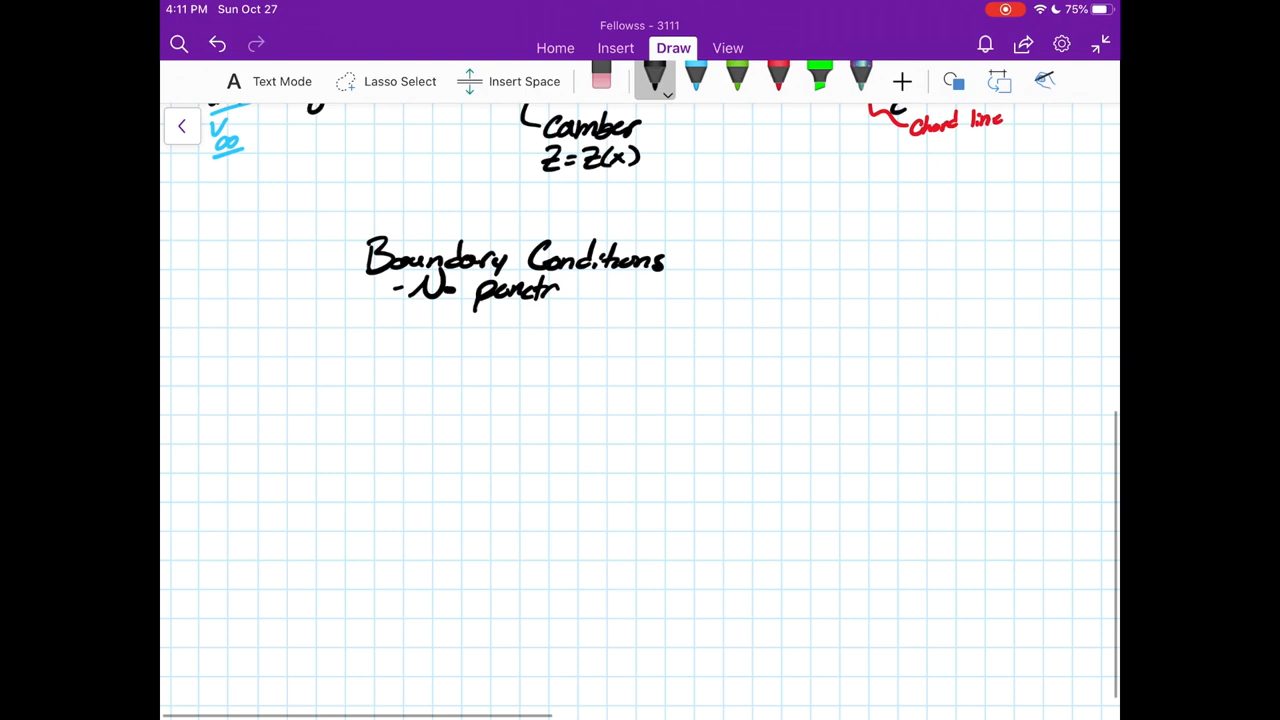 4:11 PM Sun Oct 27
75%
Fellowss - 3111
Home Insert Draw View
Text Mode Lasso Select Insert Space
V∞
Camber
Z = Z(x)
c
Chord line
Boundary Conditions
- No panctr